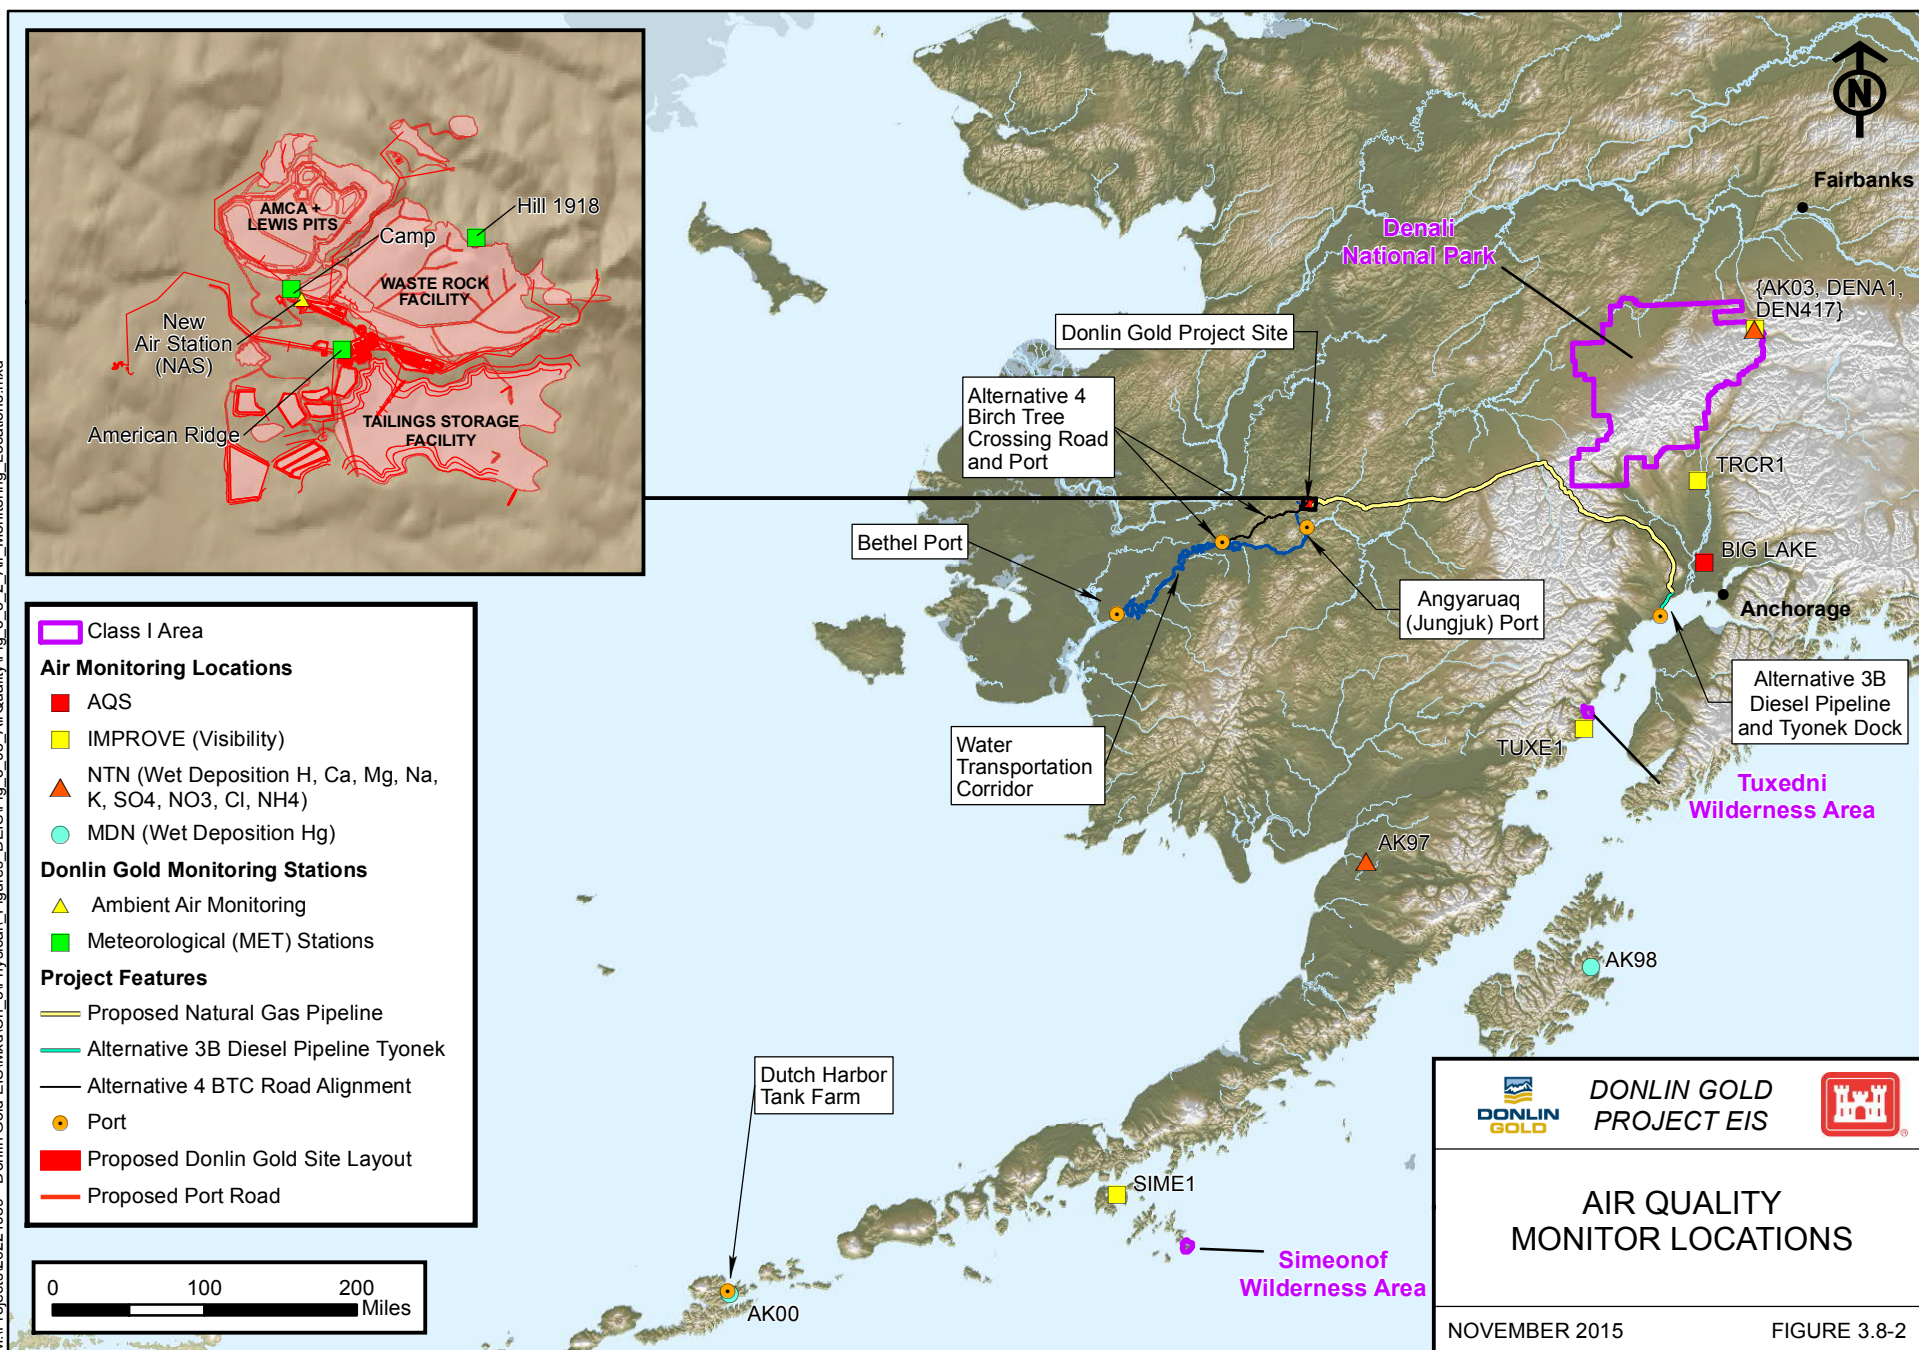 AMCA +
LEWIS PITS
Hill 1918
Camp
WASTE ROCK
FACILITY
New
Air Station
(NAS)
American Ridge
TAILINGS STORAGE
FACILITY
N
Fairbanks
Denali
National Park
{AK03, DENA1,
DEN417}
Donlin Gold Project Site
Alternative 4
Birch Tree
Crossing Road
and Port
TRCR1
Bethel Port
BIG LAKE
Anchorage
Angyaruaq
(Jungjuk) Port
Alternative 3B
Diesel Pipeline
and Tyonek Dock
Water
Transportation
Corridor
TUXE1
Tuxedni
Wilderness Area
AK97
AK98
Dutch Harbor
Tank Farm
SIME1
Simeonof
Wilderness Area
AK00
Class I Area
Air Monitoring Locations
AQS
IMPROVE (Visibility)
NTN (Wet Deposition H, Ca, Mg, Na,
K, SO4, NO3, Cl, NH4)
MDN (Wet Deposition Hg)
Donlin Gold Monitoring Stations
Ambient Air Monitoring
Meteorological (MET) Stations
Project Features
Proposed Natural Gas Pipeline
Alternative 3B Diesel Pipeline Tyonek
Alternative 4 BTC Road Alignment
Port
Proposed Donlin Gold Site Layout
Proposed Port Road
0 100 200
Miles
DONLIN
GOLD
DONLIN GOLD
PROJECT EIS
®
AIR QUALITY
MONITOR LOCATIONS
NOVEMBER 2015 FIGURE 3.8-2